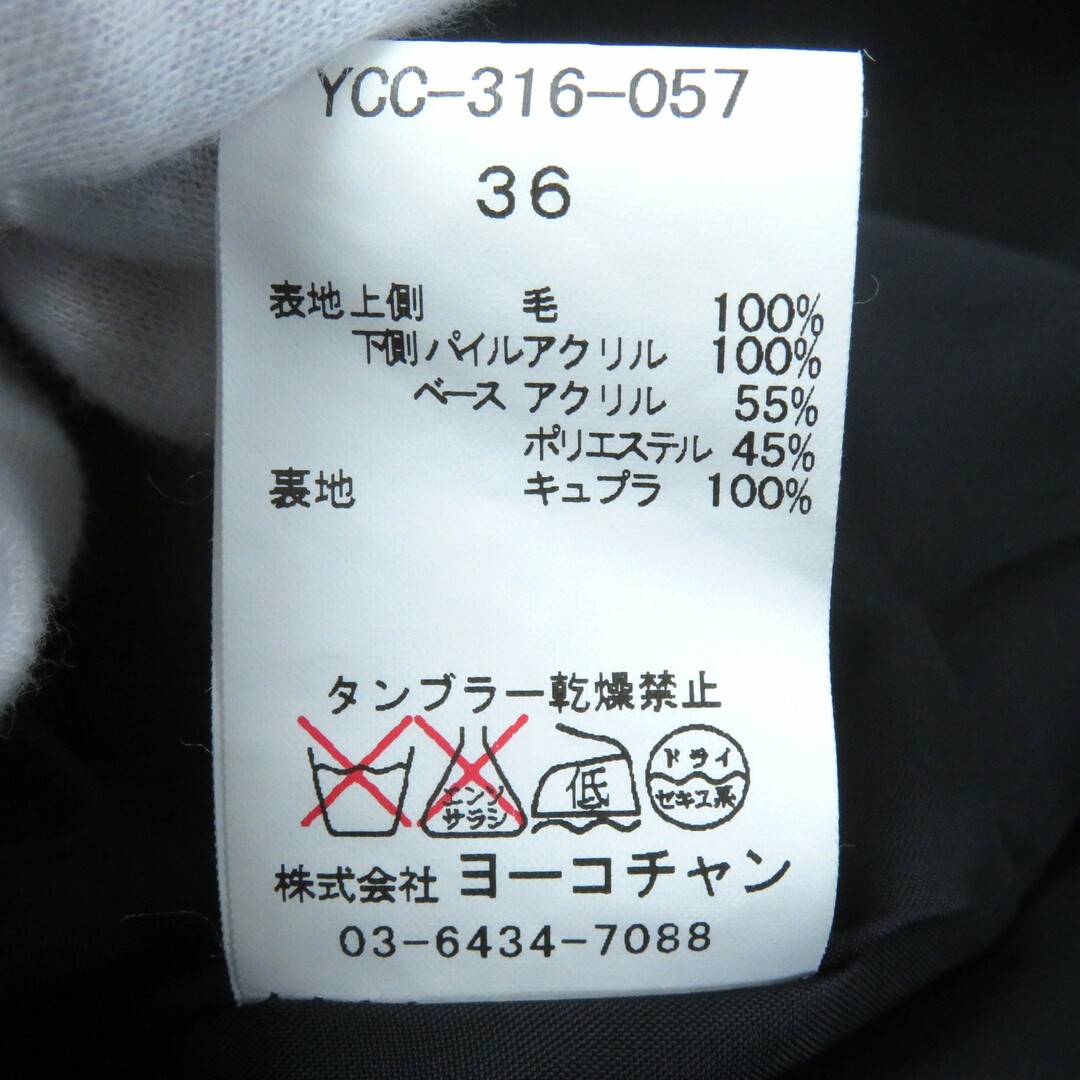 YCC-316-057
36
表地上側 毛 100%
下側 パイル アクリル 100%
ベース アクリル 55%
ポリエステル 45%
裏地 キュプラ 100%
タンブラー乾燥禁止
エンソ
サラシ
低
ドライ
セキユ系
株式会社 ヨーコチャン
03-6434-7088